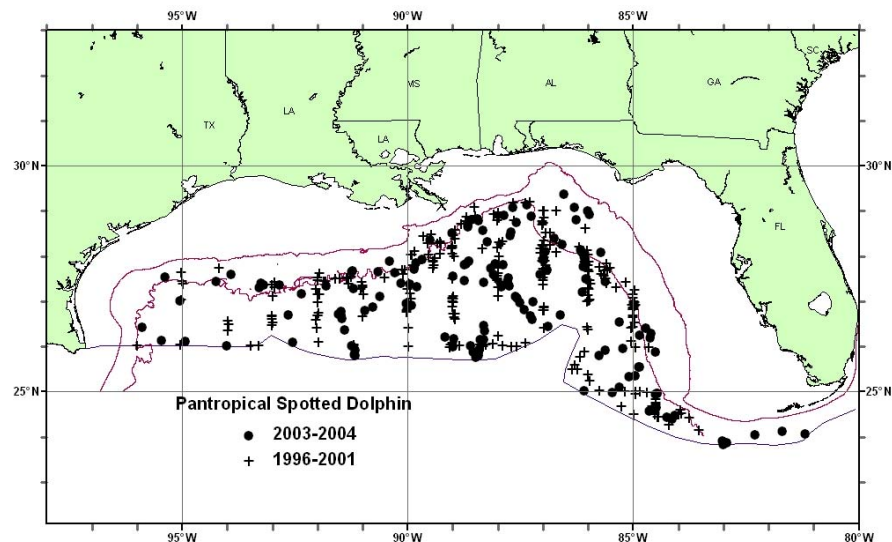 95°W 90°W 85°W 80°W
SC
MS AL GA
LA
TX
LA
30°N 30°N
FL
25°N 25°N
Pantropical Spotted Dolphin
2003-2004
1996-2001
95°W 90°W 85°W 80°W